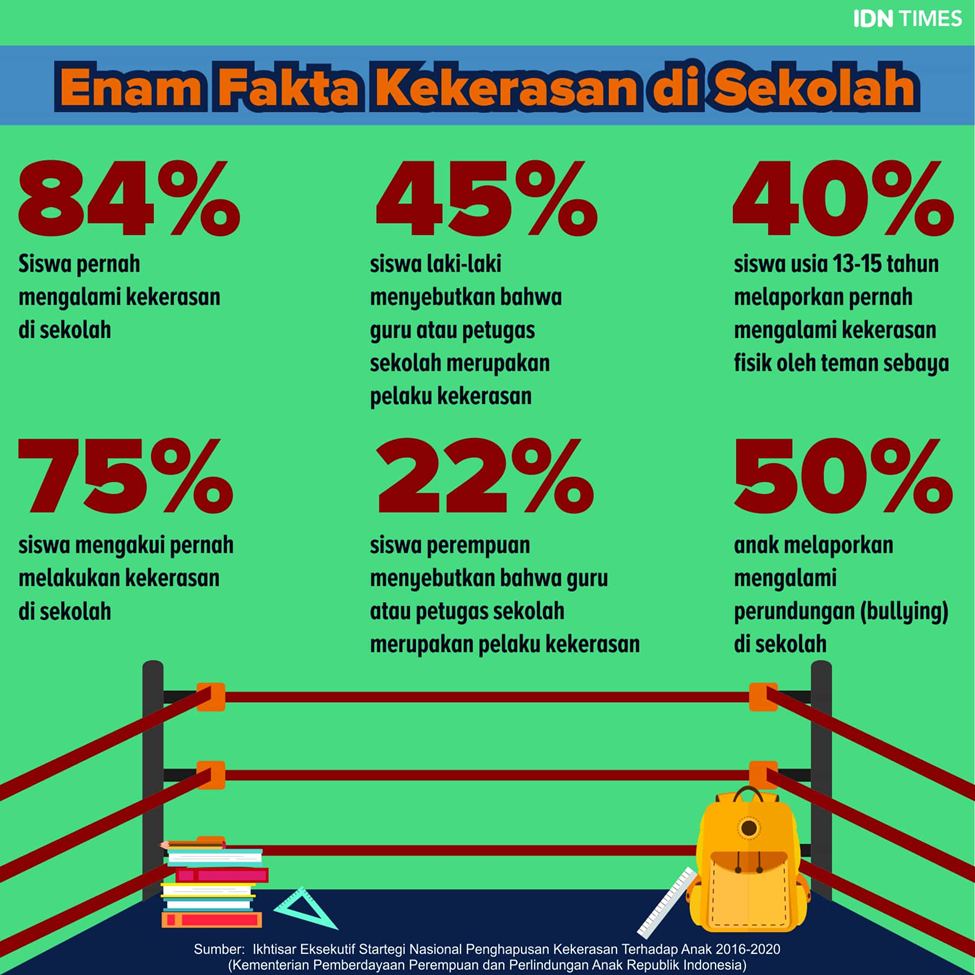 IDN TIMES
Enam Fakta Kekerasan di Sekolah
84%
Siswa pernah
mengalami kekerasan
di sekolah
45%
siswa laki-laki
menyebutkan bahwa
guru atau petugas
sekolah merupakan
pelaku kekerasan
40%
siswa usia 13-15 tahun
melaporkan pernah
mengalami kekerasan
fisik oleh teman sebaya
75%
siswa mengakui pernah
melakukan kekerasan
di sekolah
22%
siswa perempuan
menyebutkan bahwa guru
atau petugas sekolah
merupakan pelaku kekerasan
50%
anak melaporkan
mengalami
perundungan (bullying)
di sekolah
Sumber: Ikhtisar Eksekutif Startegi Nasional Penghapusan Kekerasan Terhadap Anak 2016-2020
(Kementerian Pemberdayaan Perempuan dan Perlindungan Anak Republik Indonesia)